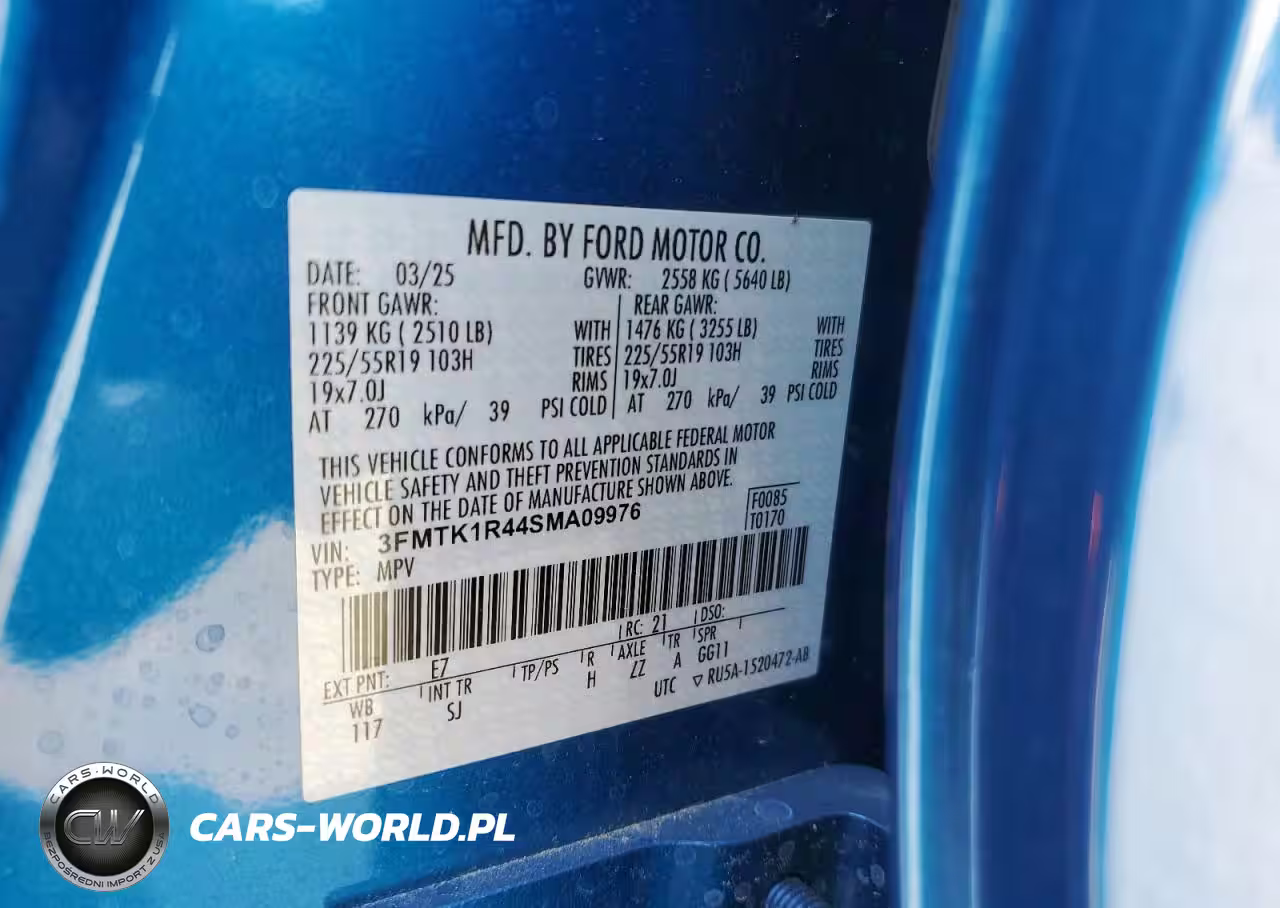 MFD. BY FORD MOTOR CO.
DATE: 03/25 GVWR: 2558 KG ( 5640 LB)
FRONT GAWR: REAR GAWR:
1139 KG ( 2510 LB) WITH 1476 KG ( 3255 LB) WITH
225/55R19 103H TIRES 225/55R19 103H TIRES
19x7.0J RIMS 19x7.0J RIMS
AT 270 kPa/ 39 PSI COLD AT 270 kPa/ 39 PSI COLD
THIS VEHICLE CONFORMS TO ALL APPLICABLE FEDERAL MOTOR
VEHICLE SAFETY AND THEFT PREVENTION STANDARDS IN
EFFECT ON THE DATE OF MANUFACTURE SHOWN ABOVE.
F0085
VIN: 3FMTK1R44SMA09976 T0170
TYPE: MPV
EXT PNT: E7 RC: 21 DSO:
WB INT TR TP/PS R AXLE TR SPR
117 SJ H ZZ A GG11
UTC ▽ RU5A-1520472-AB
CARS-WORLD
CW
BEZPOŚREDNI IMPORT Z USA
CARS-WORLD.PL